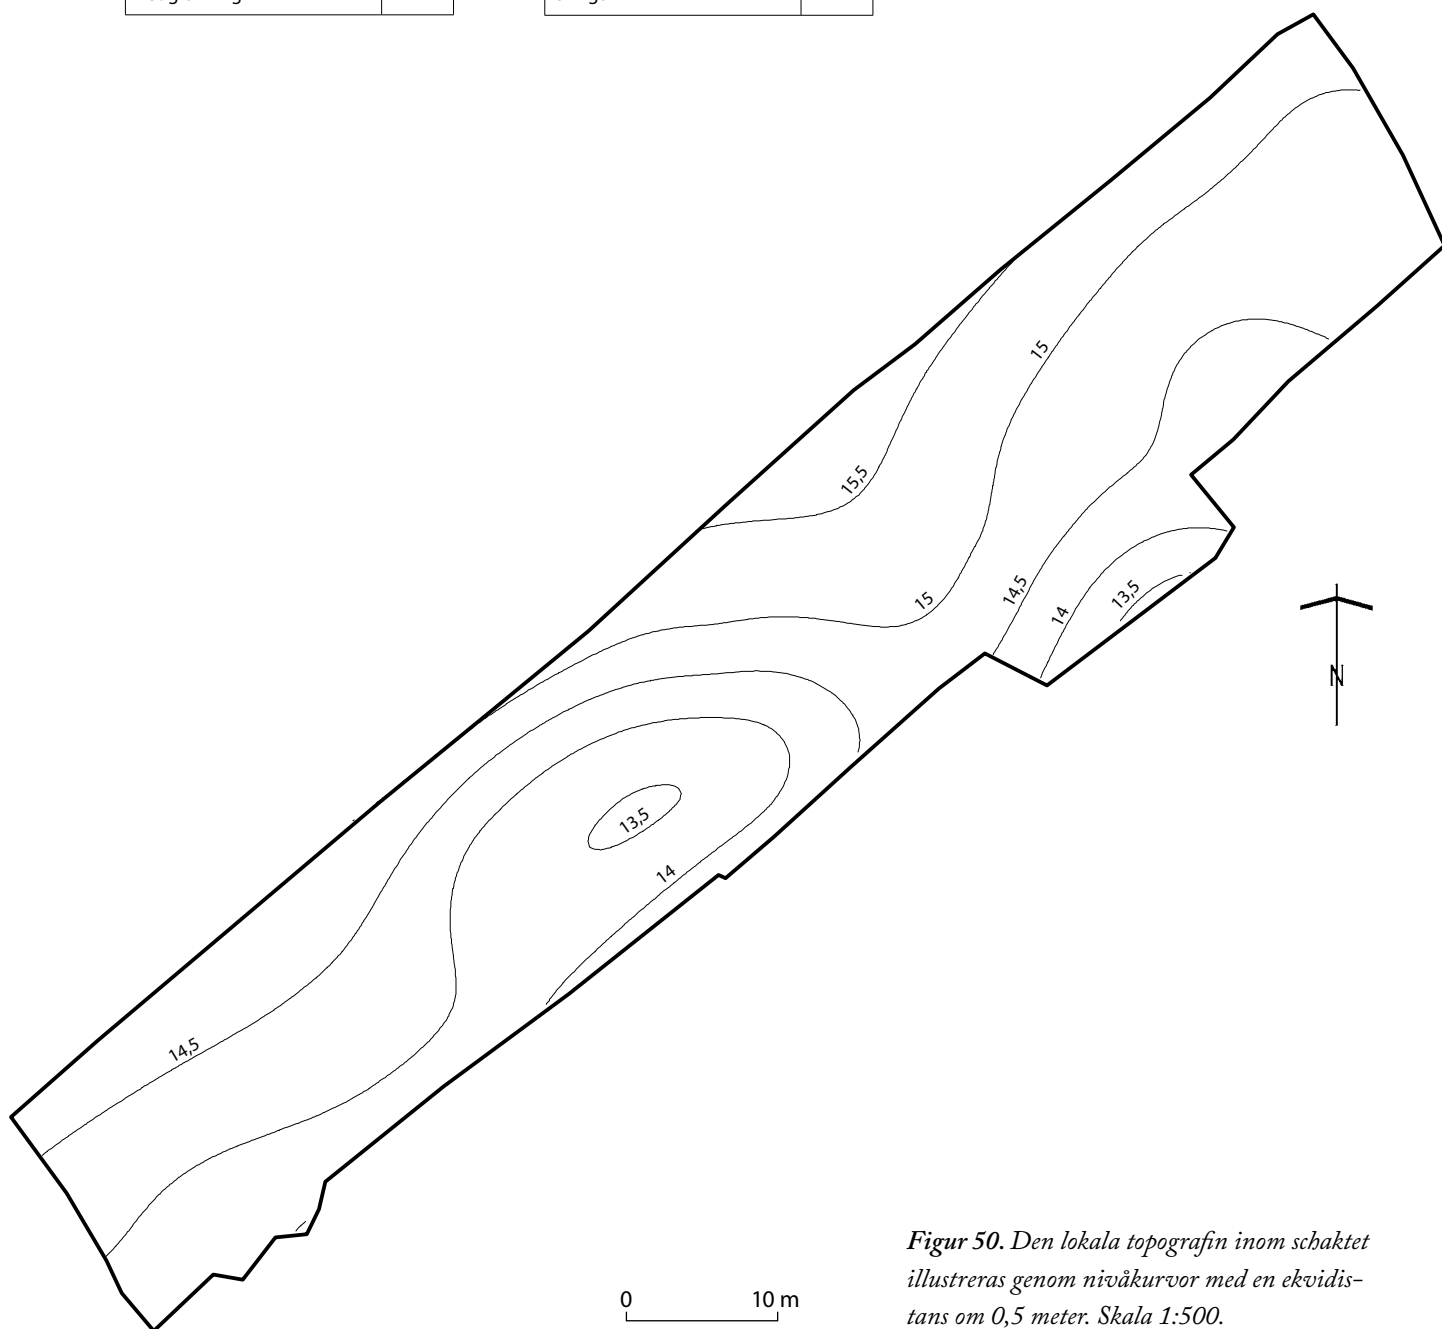 15,5
15
15
14,5
14
13,5
13,5
14
14,5
N
0 10 m
Figur 50. Den lokala topografin inom schaktet
illustreras genom nivåkurvor med en ekvidis-
tans om 0,5 meter. Skala 1:500.